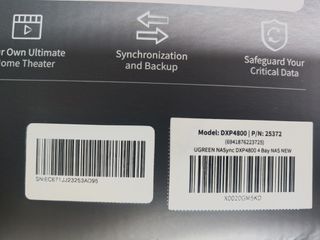 r Own Ultimate
ome Theater
Synchronization
and Backup
Safeguard Your
Critical Data
Model: DXP4800 | P/N: 25372
(6941876223725)
UGREEN NASync DXP4800 4 Bay NAS NEW